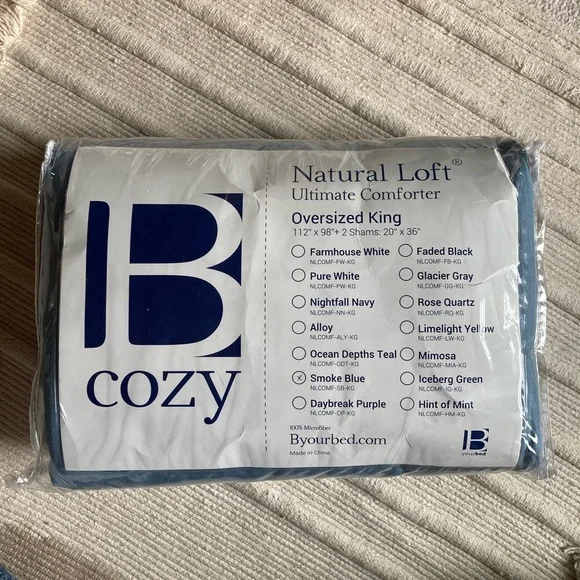 B
cozy
Natural Loft®
Ultimate Comforter
Oversized King
112" x 98"+ 2 Shams: 20" x 36"
Farmhouse White
NLCOMF-FW-KG
Pure White
NLCOMF-PW-KG
Nightfall Navy
NLCOMF-NN-KG
Alloy
NLCOMF-ALY-KG
Ocean Depths Teal
NLCOMF-ODT-KG
Smoke Blue
NLCOMF-SB-KG
Daybreak Purple
NLCOMF-DP-KG
Faded Black
NLCOMF-FB-KG
Glacier Gray
NLCOMF-GG-KG
Rose Quartz
NLCOMF-RQ-KG
Limelight Yellow
NLCOMF-LW-KG
Mimosa
NLCOMF-MIA-KG
Iceberg Green
NLCOMF-IG-KG
Hint of Mint
NLCOMF-HM-KG
100% Microfiber
Byourbed.com
Made in China
B
yourbed